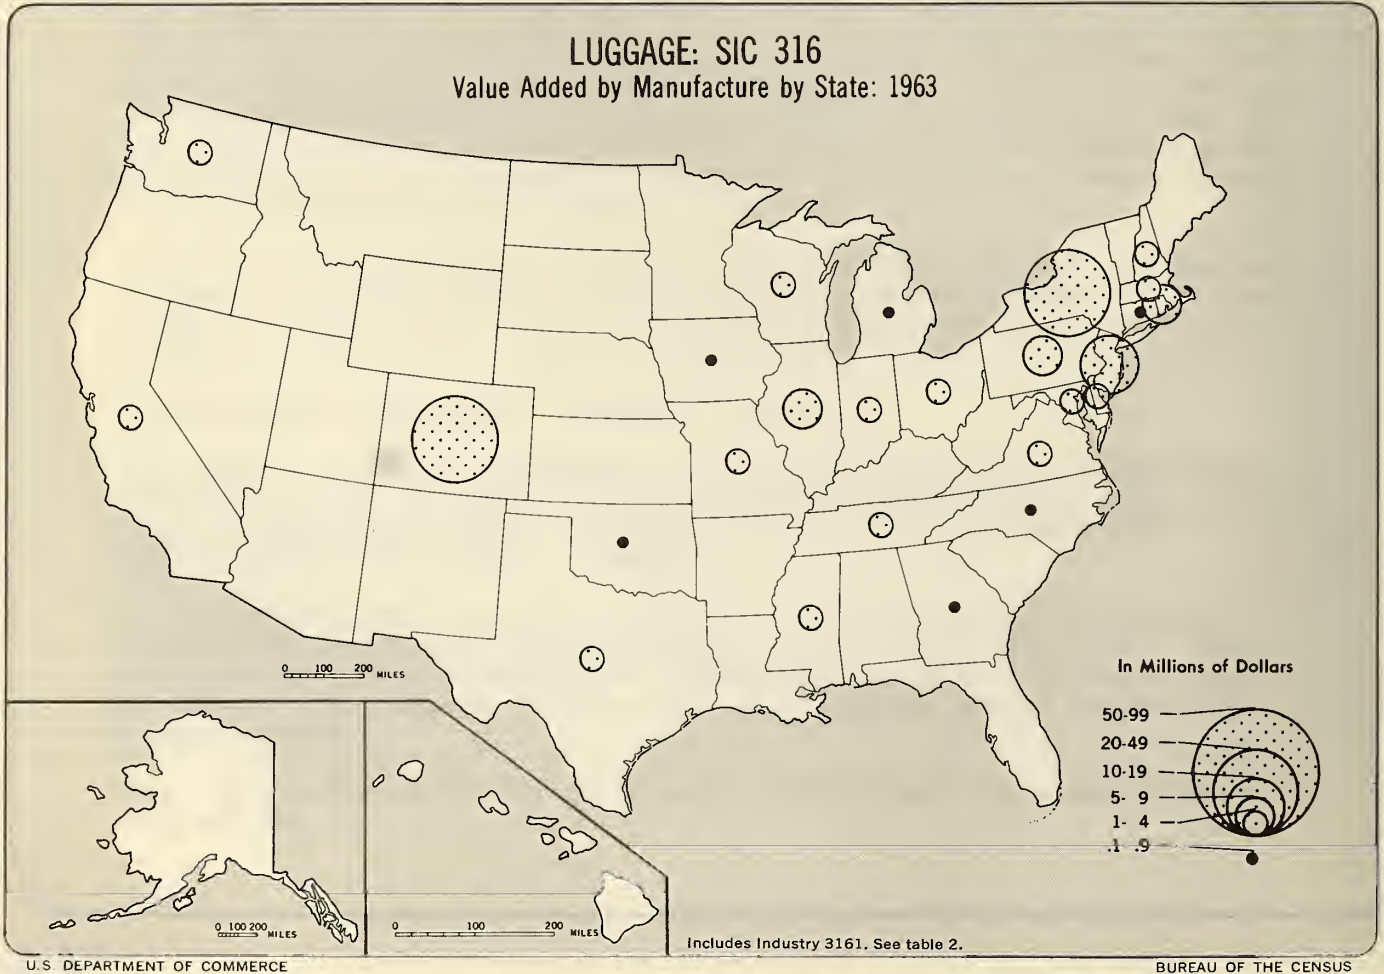 LUGGAGE: SIC 316
Value Added by Manufacture by State: 1963
0 100 200
MILES
In Millions of Dollars
50-99
20-49
10-19
5- 9
1- 4
.1 .9
0 100 200
MILES
0 100 200
MILES
Includes Industry 3161. See table 2.
U.S. DEPARTMENT OF COMMERCE
BUREAU OF THE CENSUS